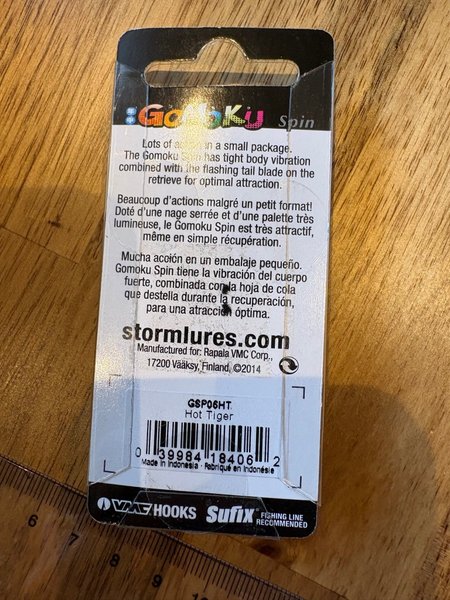 GoMoKu Spin
Lots of action in a small package.
The Gomoku Spin has tight body vibration
combined with the flashing tail blade on the
retrieve for optimal attraction.
Beaucoup d'actions malgré un petit format!
Doté d'une nage serrée et d'une palette très
lumineuse, le Gomoku Spin est très attractif,
même en simple récupération.
Mucha acción en un embalaje pequeño.
Gomoku Spin tiene la vibración del cuerpo
fuerte, combinada con la hoja de cola
que destella durante la recuperación,
para una atracción óptima.
stormlures.com
Manufactured for: Rapala VMC Corp.,
17200 Vääksy, Finland, ©2014
GSP06HT
Hot Tiger
0 39984 18406 2
Made in Indonesia - Fabriqué en Indonésie
VMC HOOKS Sufix FISHING LINE
RECOMMENDED
6
7
8
9
10